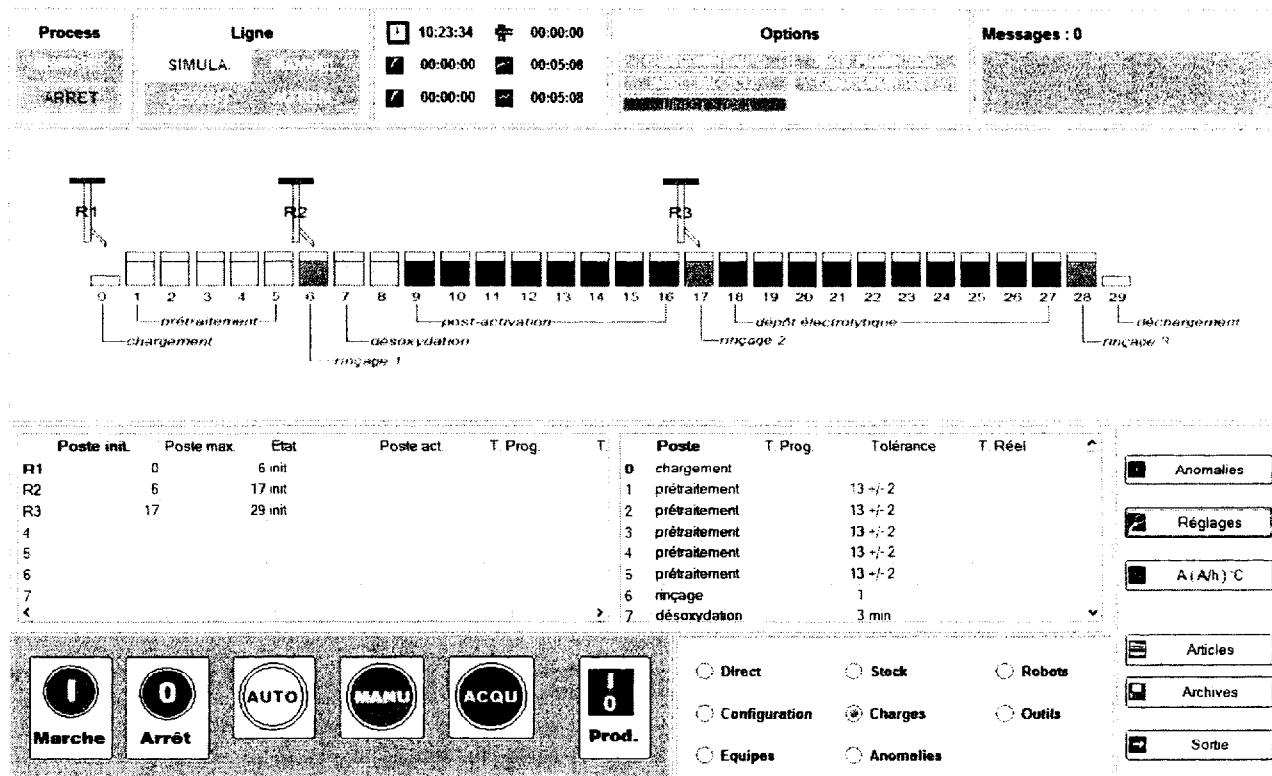 Process
ARRET
Ligne
SIMULA.
10:23:34 00:00:00
00:00:00 00:05:08
00:00:00 00:05:08
Options
Messages : 0
R1 R2 R3
0 1 2 3 4 5 6 7 8 9 10 11 12 13 14 15 16 17 18 19 20 21 22 23 24 25 26 27 28 29
prétraitement post-activation dépôt électrolytique déchargement
chargement désoxydation rinçage 2 rinçage 3
rinçage 1
Poste init. Poste max. Etat Poste act. T. Prog. T.
R1 0 6 init
R2 6 17 init
R3 17 29 init
4
5
6
7
Poste T. Prog. Tolérance T. Réel
0 chargement
1 prétraitement 13 +/- 2
2 prétraitement 13 +/- 2
3 prétraitement 13 +/- 2
4 prétraitement 13 +/- 2
5 prétraitement 13 +/- 2
6 rinçage 1
7 désoxydation 3 min
Anomalies
Réglages
A ( A/h ) °C
Articles
Archives
Sortie
I
Marche
0
Arrêt
AUTO
MANU
ACQU
I
0
Prod.
Direct Stock Robots
Configuration Charges Outils
Equipes Anomalies